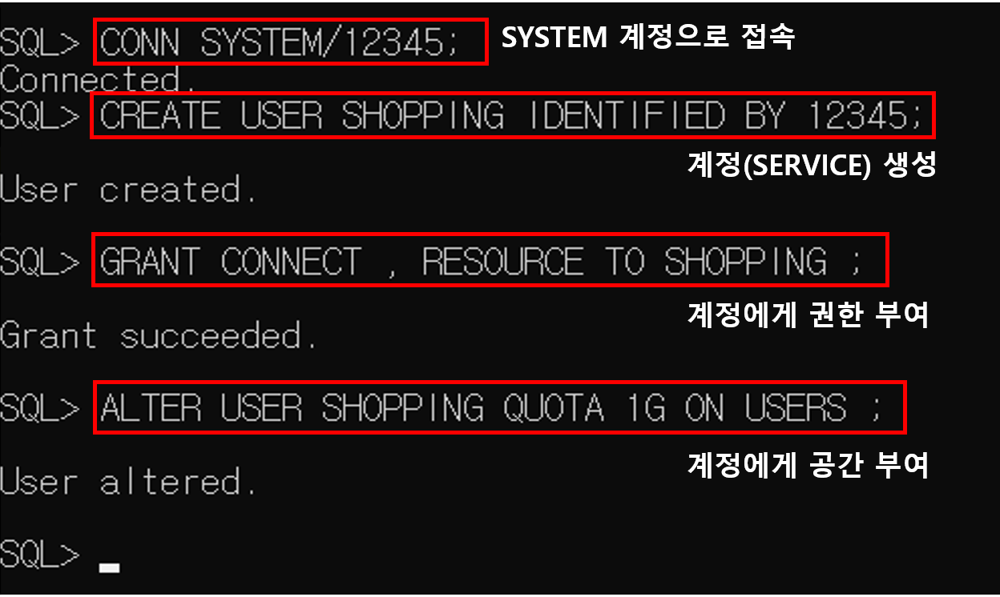 SQL> CONN SYSTEM/12345; SYSTEM 계정으로 접속
Connected.
SQL> CREATE USER SHOPPING IDENTIFIED BY 12345;
계정(SERVICE) 생성
User created.
SQL> GRANT CONNECT , RESOURCE TO SHOPPING ;
계정에게 권한 부여
Grant succeeded.
SQL> ALTER USER SHOPPING QUOTA 1G ON USERS ;
계정에게 공간 부여
User altered.
SQL>